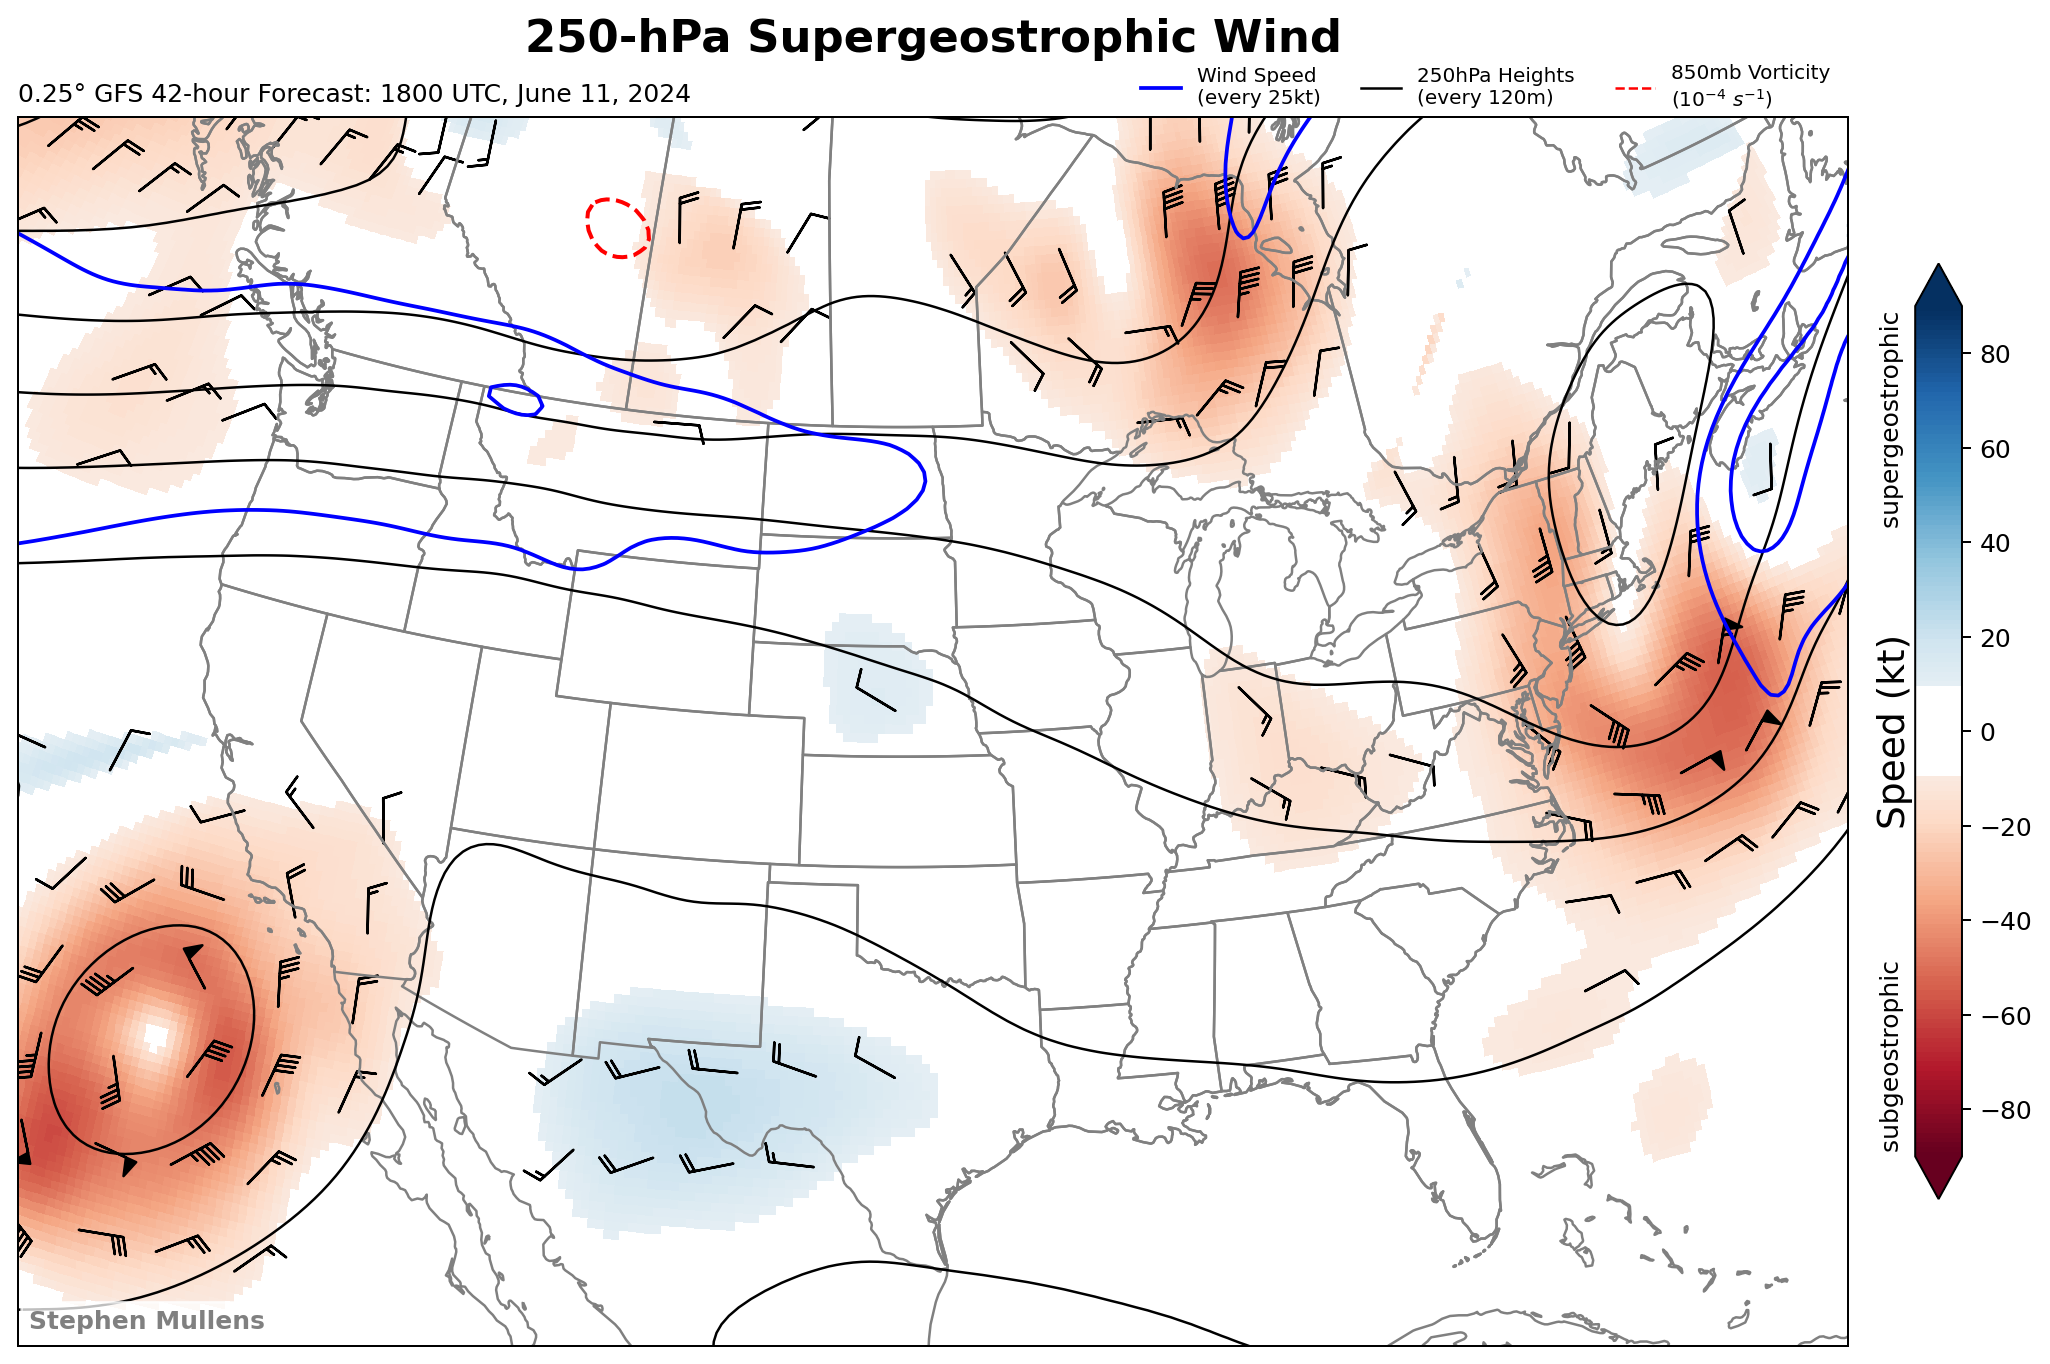 250-hPa Supergeostrophic Wind
0.25° GFS 42-hour Forecast: 1800 UTC, June 11, 2024
Wind Speed
(every 25kt)
250hPa Heights
(every 120m)
850mb Vorticity
(10⁻⁴ s⁻¹)
supergeostrophic
subgeostrophic
Speed (kt)
80
60
40
20
0
−20
−40
−60
−80
Stephen Mullens